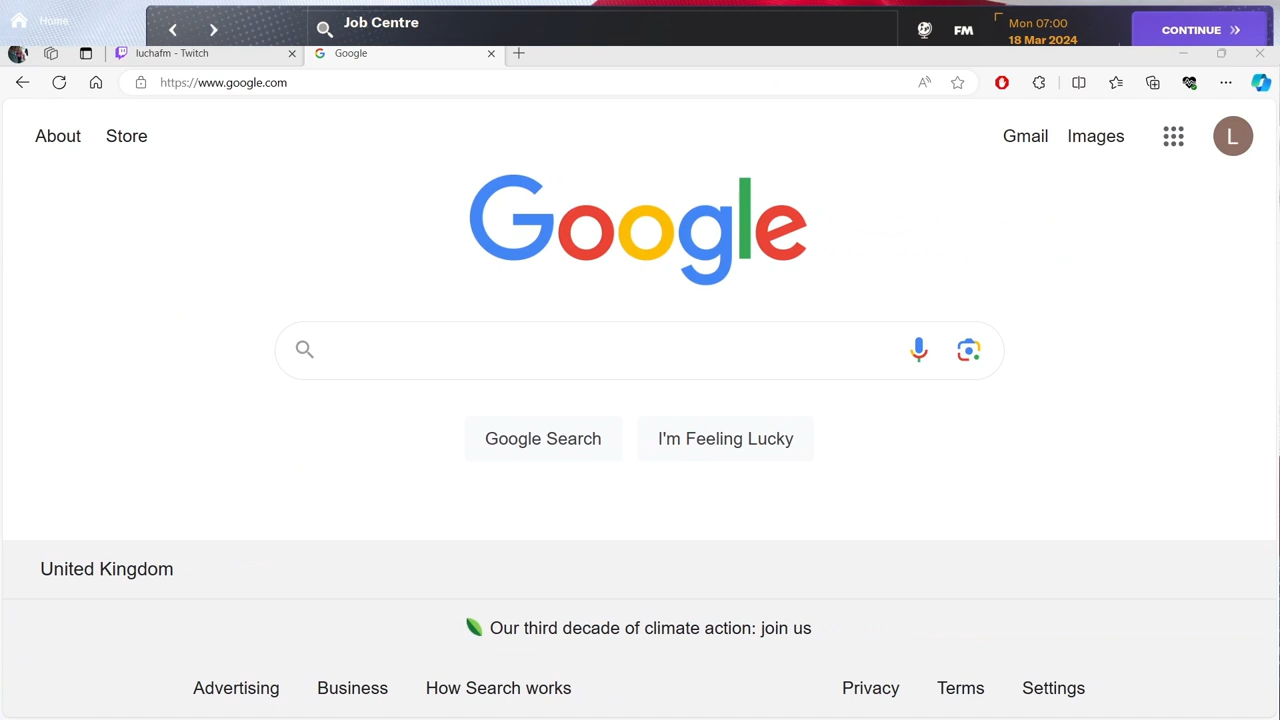 Home
Job Centre
FM
Mon 07:00
18 Mar 2024
CONTINUE
luchafm - Twitch
Google
https://www.google.com
About Store
Gmail Images
L
Google
Google Search I'm Feeling Lucky
United Kingdom
Our third decade of climate action: join us
Advertising Business How Search works
Privacy Terms Settings